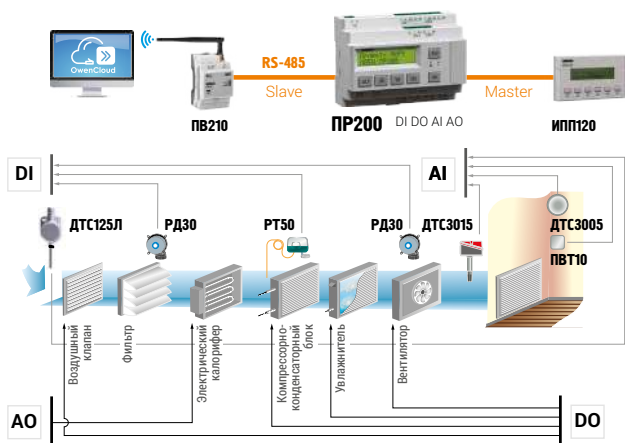 OwenCloud
RS-485
Slave
Master
ПВ210
ПР200
DI DO AI AO
ИПП120
DI
AI
ДТС125Л
РД30
РТ50
РД30
ДТС3015
ДТС3005
ПВТ10
Воздушный
клапан
Фильтр
Электрический
калорифер
Компрессорно-
конденсаторный
блок
Увлажнитель
Вентилятор
AO
DO